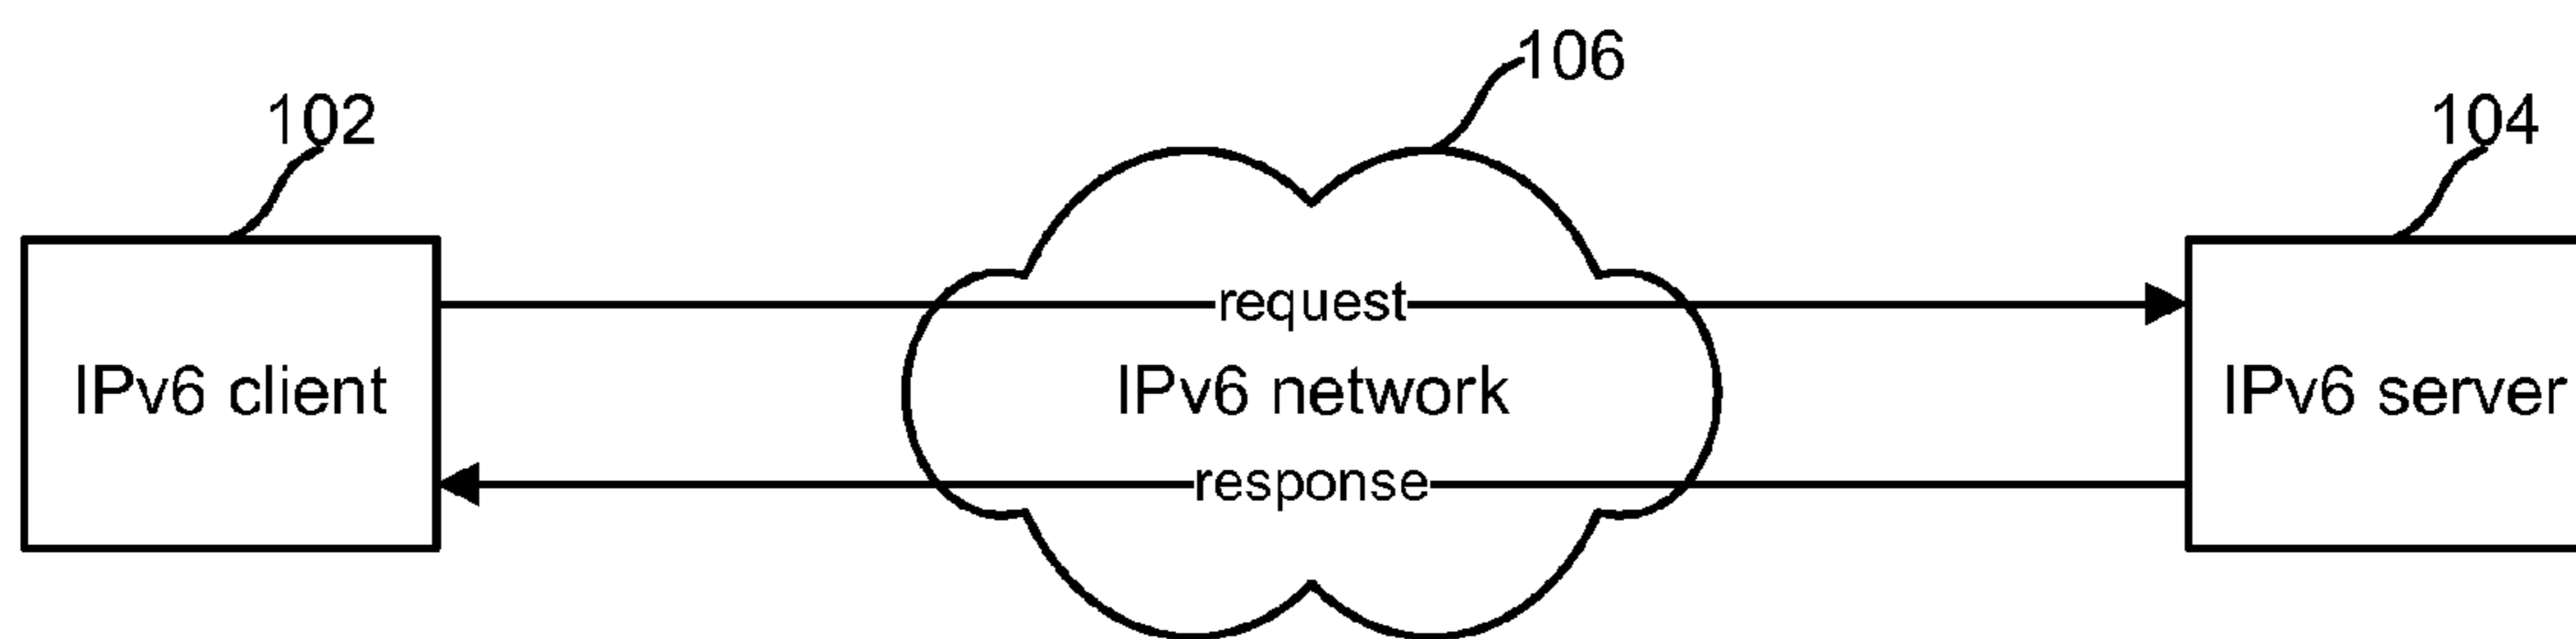 106
102
104
request
IPv6 client
IPv6 network
IPv6 server
response